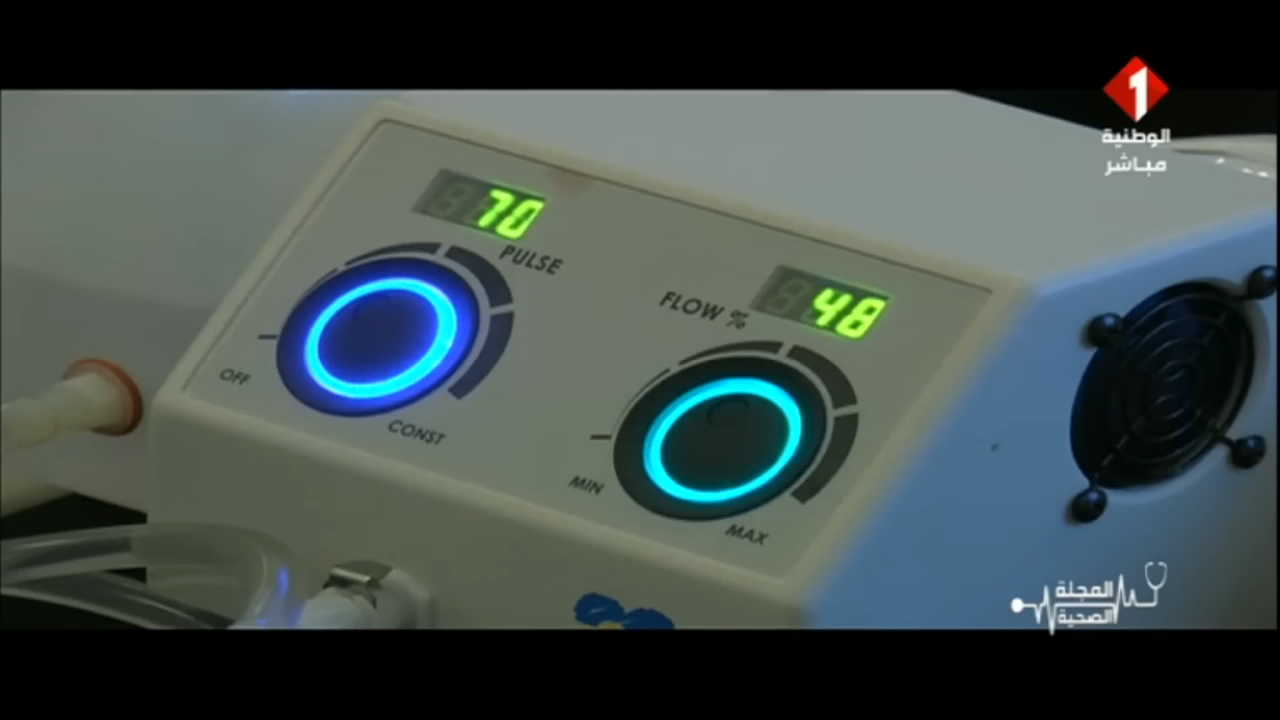 1
الوطنية
مباشر
70
PULSE
OFF
CONST
FLOW %
48
MIN
MAX
المجلة
الصحية